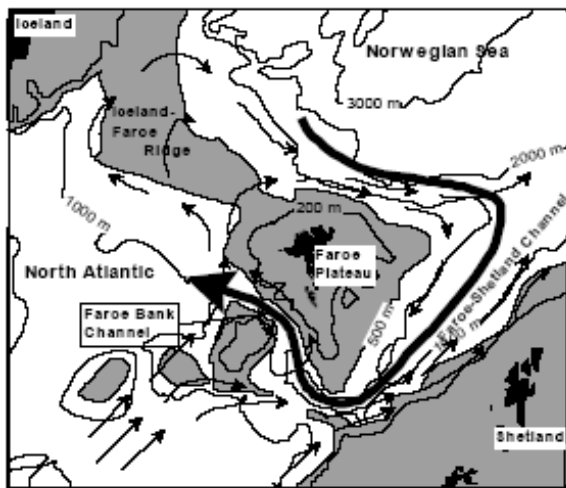 Iceland
Norwegian Sea
3000 m
Iceland-
Faroe
Ridge
2000 m
1000 m
200 m
Faroe
Plateau
North Atlantic
Faroe-Shetland Channel
Faroe Bank
Channel
500 m
Shetland